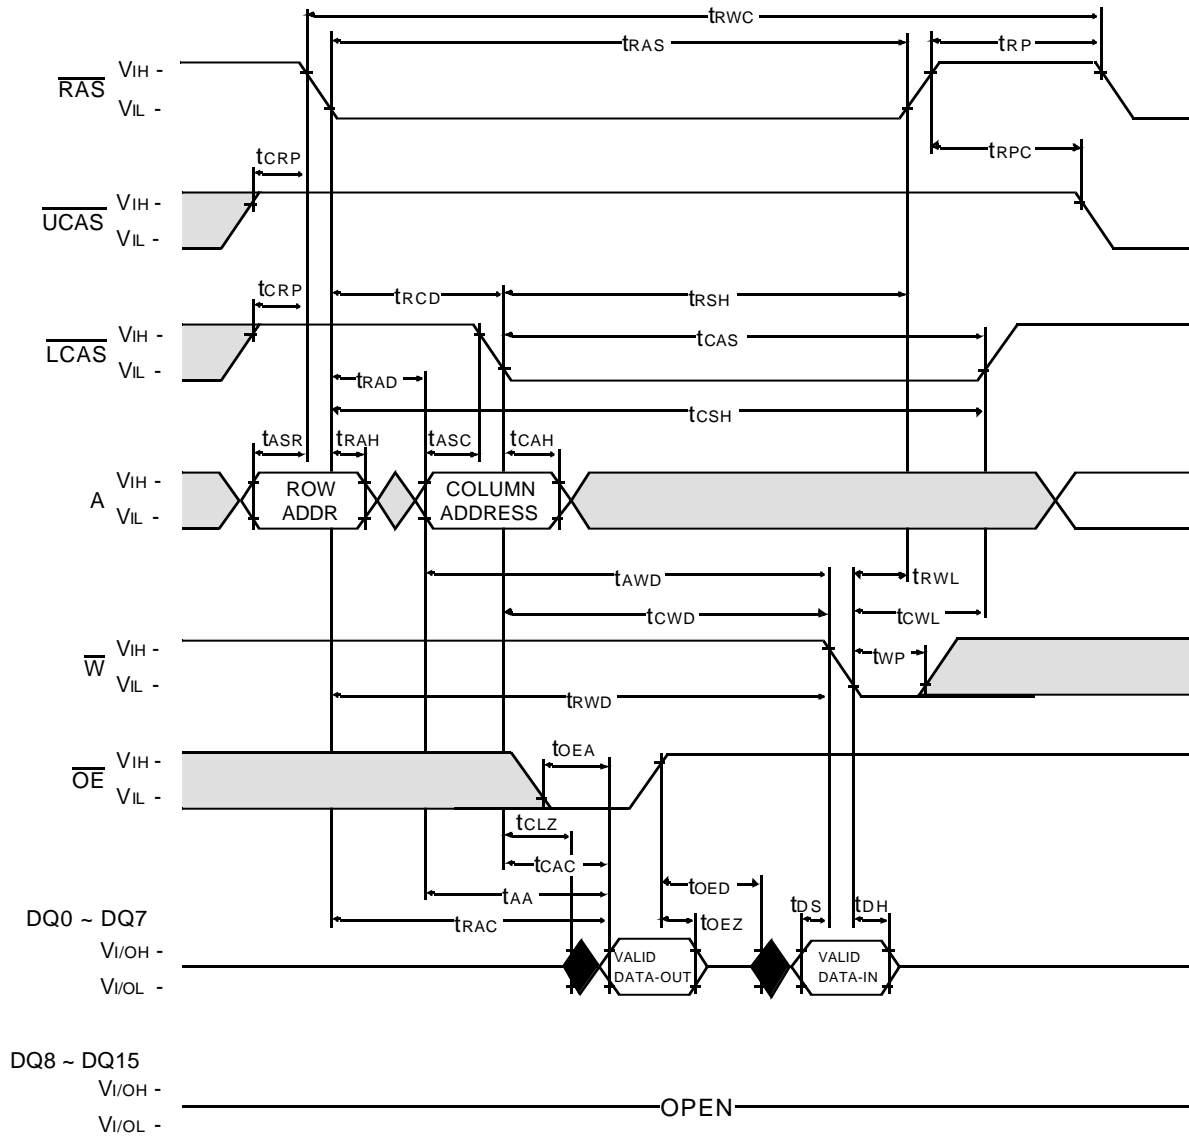 tRWC
tRAS
tRP
RAS
VIH -
VIL -
tCRP
tRPC
UCAS
VIH -
VIL -
tCRP
tRCD
tRSH
LCAS
VIH -
VIL -
tCAS
tRAD
tCSH
tASR
tRAH
tASC
tCAH
A
VIH -
VIL -
ROW
ADDR
COLUMN
ADDRESS
tAWD
tRWL
tCWD
tCWL
W
VIH -
VIL -
tWP
tRWD
OE
VIH -
VIL -
tOEA
tCLZ
tCAC
tAA
tOED
tRAC
tOEZ
tDS
tDH
DQ0 ~ DQ7
VI/OH -
VI/OL -
VALID
DATA-OUT
VALID
DATA-IN
DQ8 ~ DQ15
VI/OH -
VI/OL -
OPEN